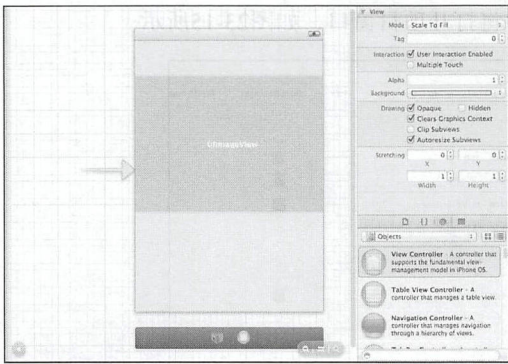 View
Mode Scale To Fill
Tag 0
Interaction User Interaction Enabled
Multiple Touch
Alpha 1
Background
Drawing Opaque Hidden
Clears Graphics Context
Clip Subviews
Autoresize Subviews
Stretching 0 0
X Y
1 1
Width Height
UIImageView
Objects
View Controller - A controller that
supports the fundamental view-
management model in iPhone OS.
Table View Controller - A
controller that manages a table view.
Navigation Controller - A
controller that manages navigation
through a hierarchy of views.